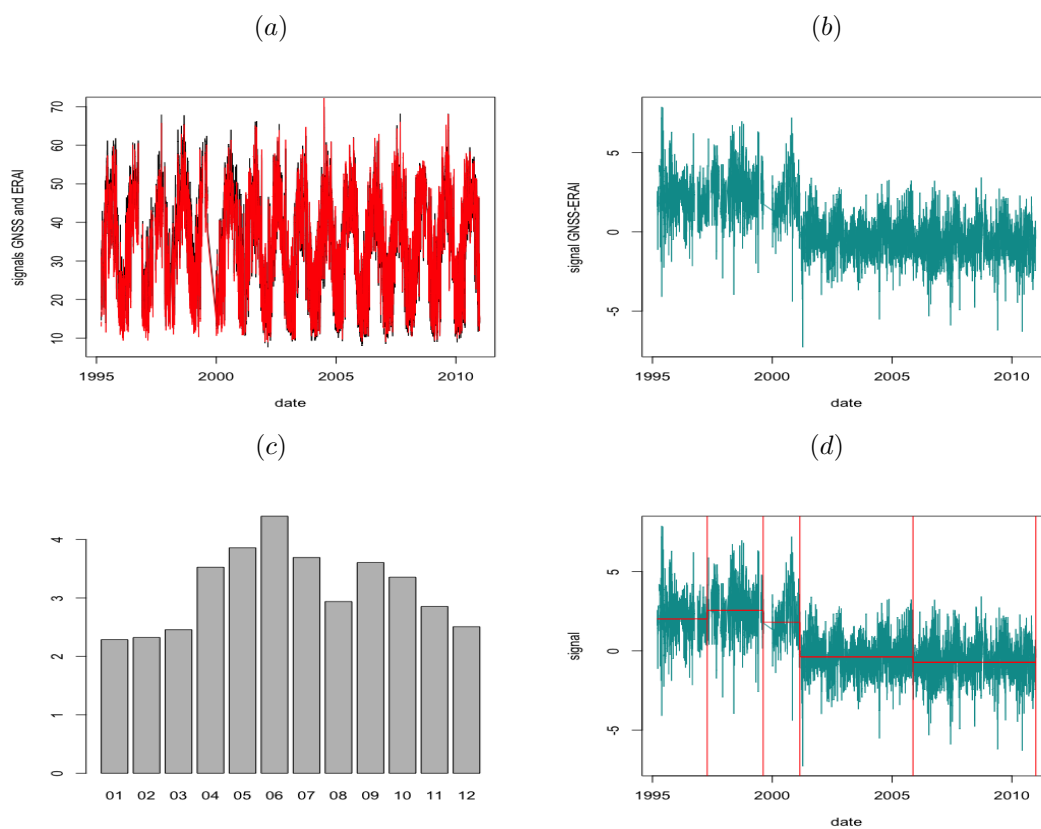 (a)
signals GNSS and ERAI
70
60
50
40
30
20
10
1995 2000 2005 2010
date
(b)
signal GNSS-ERAI
5
0
-5
1995 2000 2005 2010
date
(c)
4
3
2
1
0
01 02 03 04 05 06 07 08 09 10 11 12
(d)
signal
5
0
-5
1995 2000 2005 2010
date